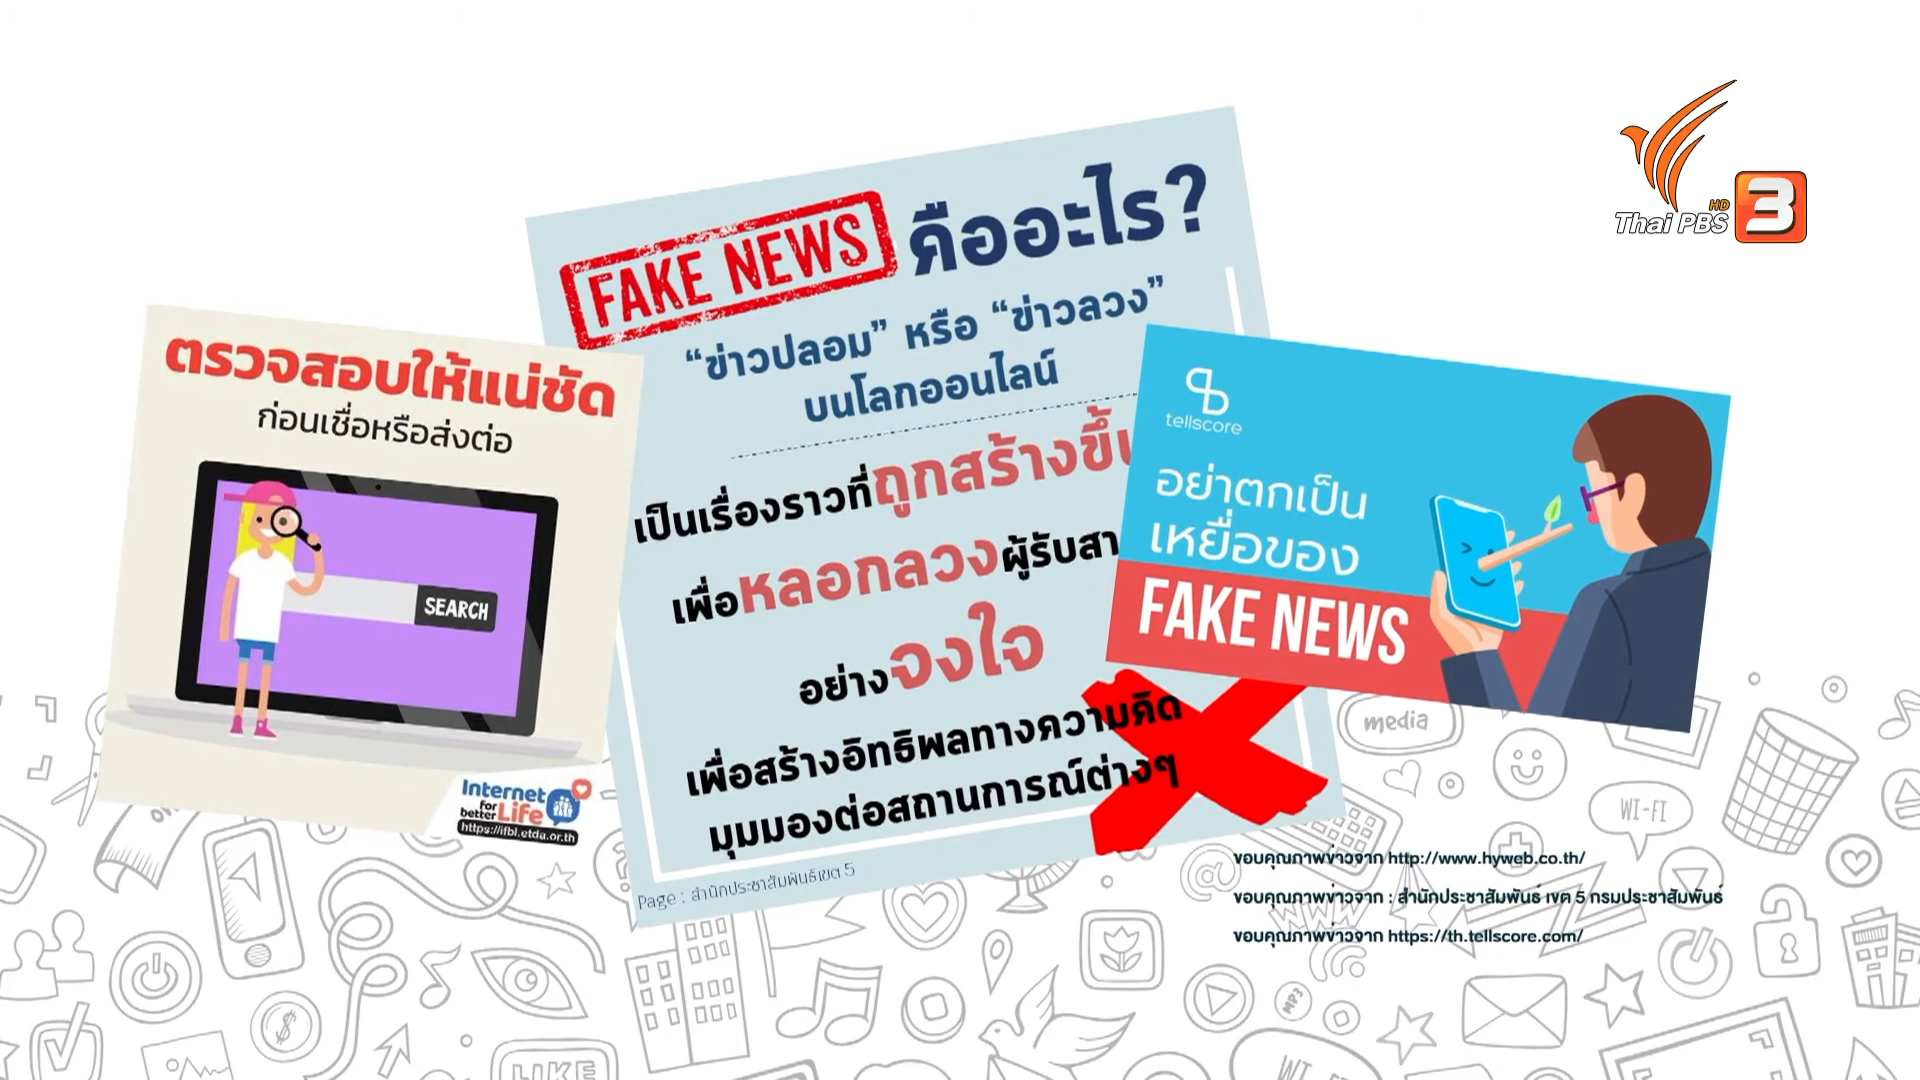 Thai PBS HD 3
ตรวจสอบให้แน่ชัด
ก่อนเชื่อหรือส่งต่อ
SEARCH
Internet
for
better Life
https://ifbl.etda.or.th
FAKE NEWS คืออะไร?
“ข่าวปลอม” หรือ “ข่าวลวง”
บนโลกออนไลน์
เป็นเรื่องราวที่ถูกสร้างขึ้
เพื่อหลอกลวงผู้รับสา
อย่างจงใจ
เพื่อสร้างอิทธิพลทางความคิด
มุมมองต่อสถานการณ์ต่างๆ
Page : สำนักประชาสัมพันธ์เขต 5
tellscore
อย่าตกเป็น
เหยื่อของ
FAKE NEWS
media
WI-FI
ขอบคุณภาพข่าวจาก http://www.hyweb.co.th/
ขอบคุณภาพข่าวจาก : สำนักประชาสัมพันธ์ เขต 5 กรมประชาสัมพันธ์
WWW
ขอบคุณภาพข่าวจาก https://th.tellscore.com/
MP3
LIKE